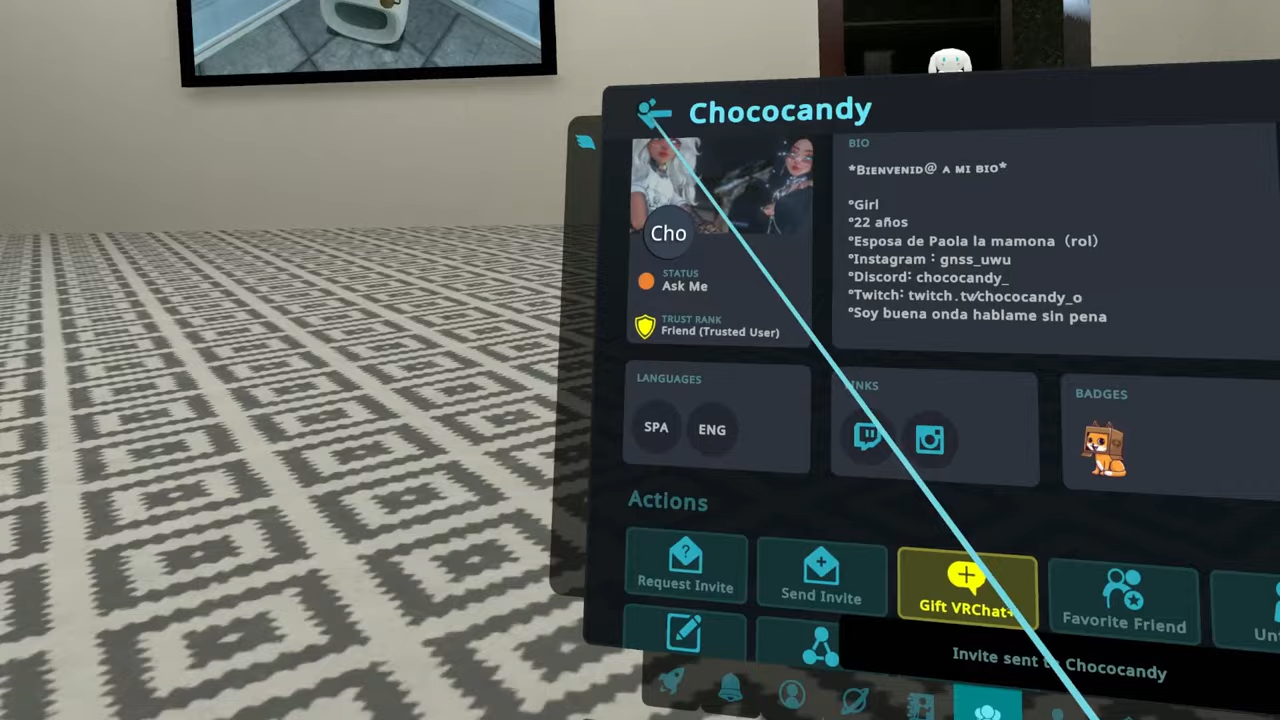 Chococandy
BIO
*Bienvenid@ a mi bio*
°Girl
°22 años
°Esposa de Paola la mamona (rol)
°Instagram : gnss_uwu
°Discord: chococandy_
°Twitch: twitch.tv/chococandy_o
°Soy buena onda hablame sin pena
Cho
STATUS
Ask Me
TRUST RANK
Friend (Trusted User)
LANGUAGES
SPA
ENG
BADGES
Actions
Request Invite
Send Invite
Gift VRChat+
Favorite Friend
Invite sent to Chococandy